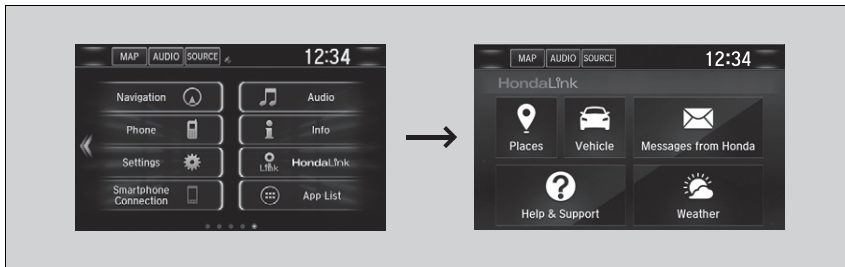 MAP AUDIO SOURCE 12:34
Navigation Audio
Phone Info
Settings Link HondaLink
Smartphone
Connection App List
MAP AUDIO SOURCE 12:34
HondaLink
Places Vehicle Messages from Honda
Help & Support Weather